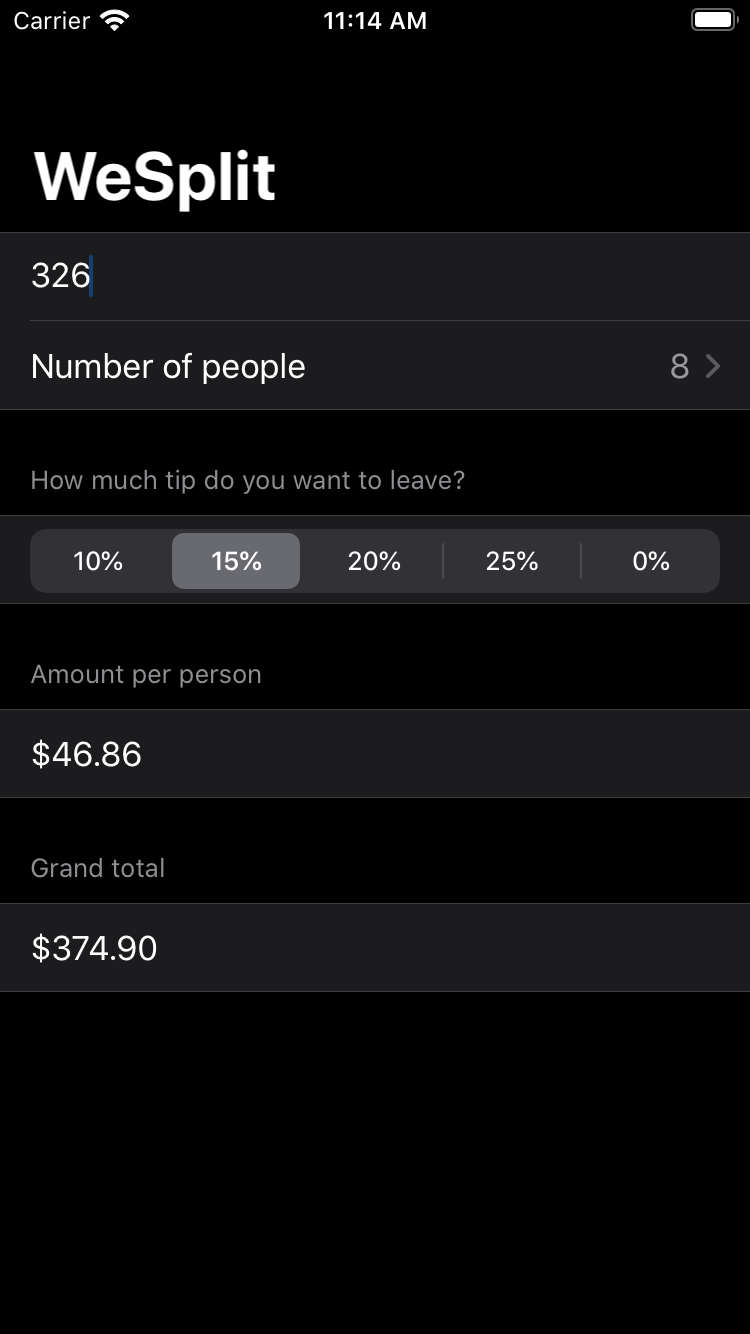 Carrier 11:14 AM
WeSplit
326
Number of people 8
How much tip do you want to leave?
10% 15% 20% 25% 0%
Amount per person
$46.86
Grand total
$374.90